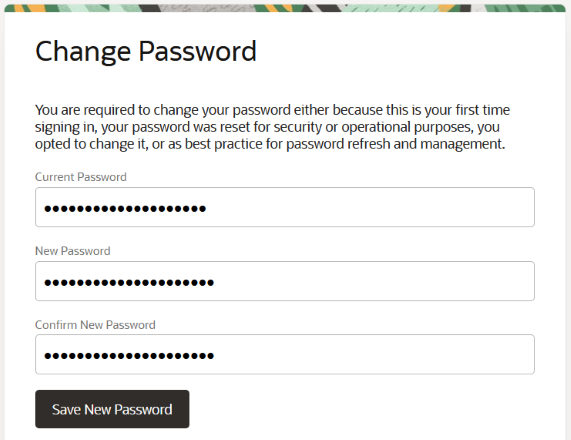 Change Password
You are required to change your password either because this is your first time
signing in, your password was reset for security or operational purposes, you
opted to change it, or as best practice for password refresh and management.
Current Password
••••••••••••••••••••
New Password
•••••••••••••••••••••
Confirm New Password
•••••••••••••••••••••
Save New Password